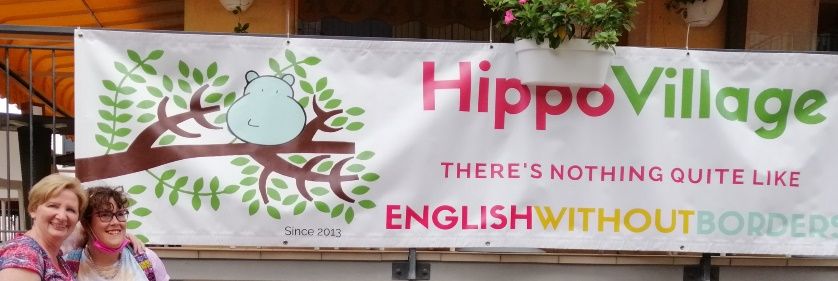 HippoVillage
THERE'S NOTHING QUITE LIKE
ENGLISHWITHOUTBORDERS
Since 2013